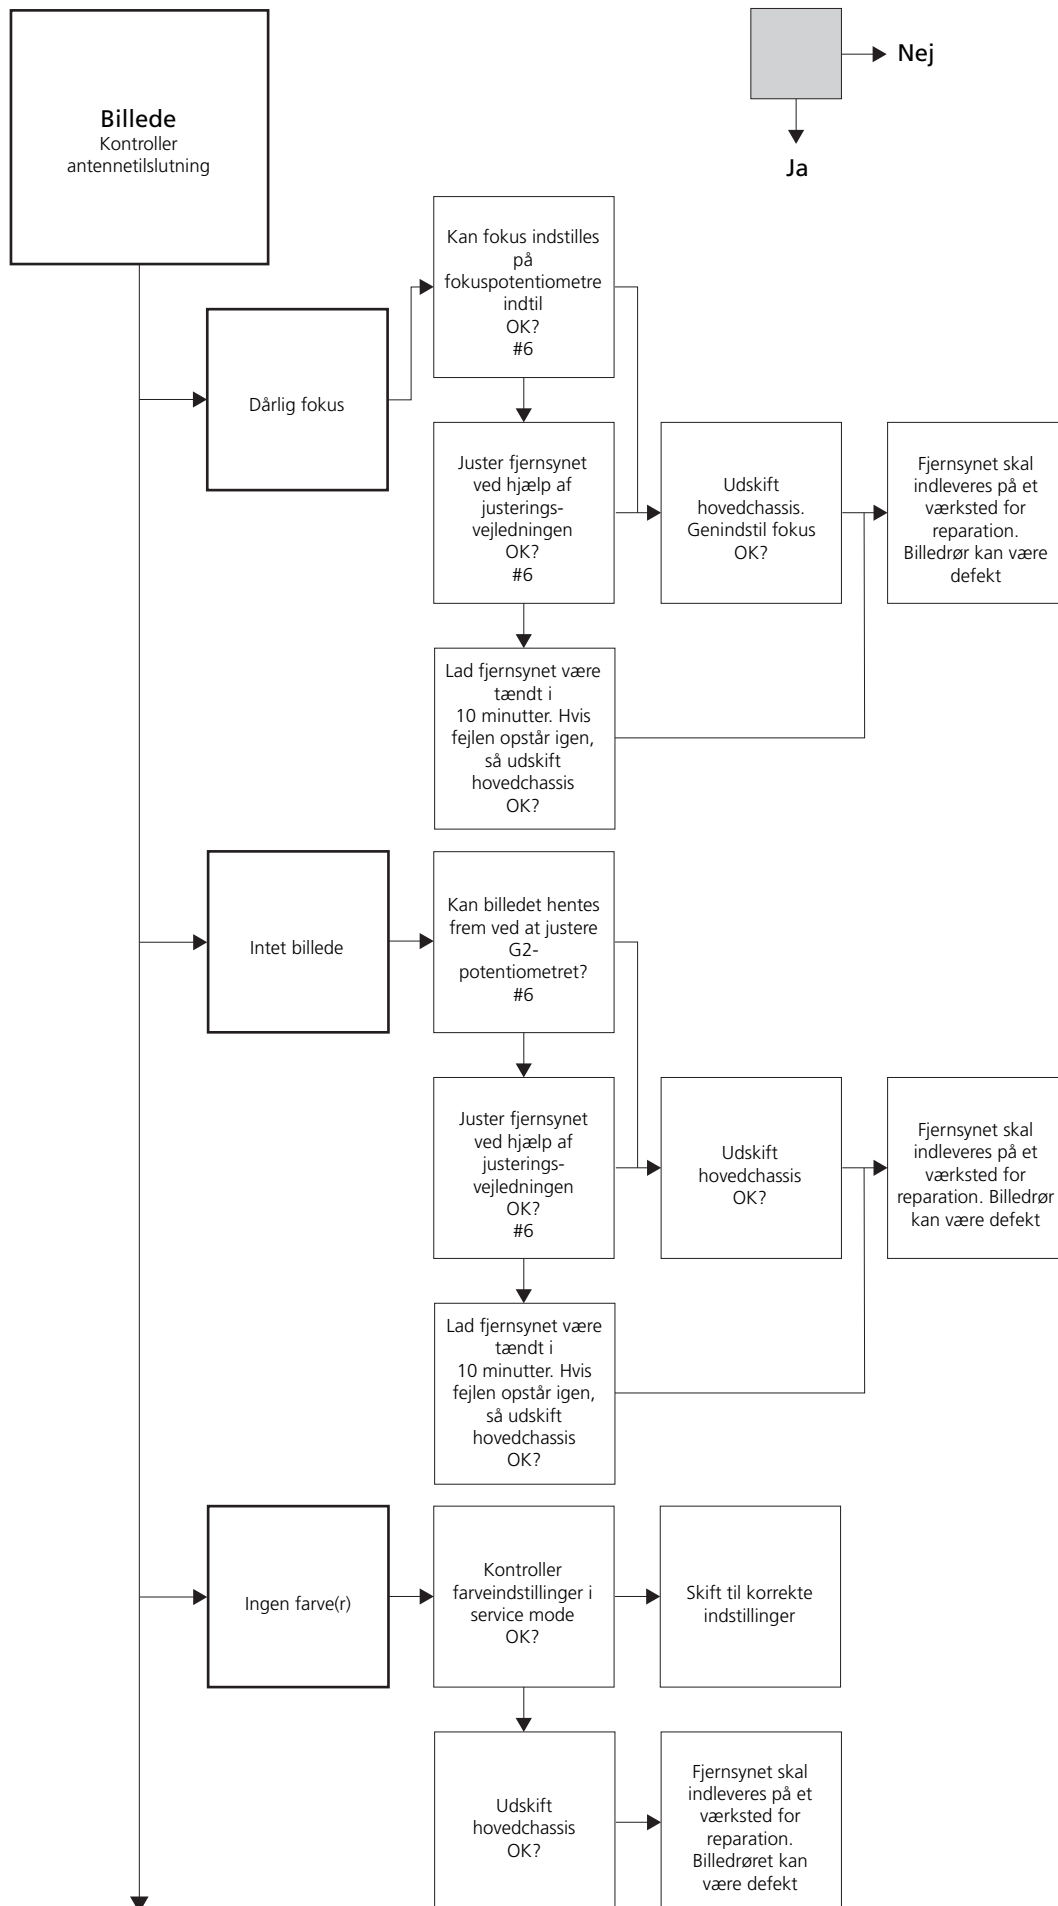 Billede
Kontroller
antennetilslutning
Nej
Ja
Kan fokus indstilles
på
fokuspotentiometre
indtil
OK?
#6
Dårlig fokus
Juster fjernsynet
ved hjælp af
justerings-
vejledningen
OK?
#6
Udskift
hovedchassis.
Genindstil fokus
OK?
Fjernsynet skal
indleveres på et
værksted for
reparation.
Billedrør kan være
defekt
Lad fjernsynet være
tændt i
10 minutter. Hvis
fejlen opstår igen,
så udskift
hovedchassis
OK?
Intet billede
Kan billedet hentes
frem ved at justere
G2-
potentiometret?
#6
Juster fjernsynet
ved hjælp af
justerings-
vejledningen
OK?
#6
Udskift
hovedchassis
OK?
Fjernsynet skal
indleveres på et
værksted for
reparation. Billedrør
kan være defekt
Lad fjernsynet være
tændt i
10 minutter. Hvis
fejlen opstår igen,
så udskift
hovedchassis
OK?
Ingen farve(r)
Kontroller
farveindstillinger i
service mode
OK?
Skift til korrekte
indstillinger
Udskift
hovedchassis
OK?
Fjernsynet skal
indleveres på et
værksted for
reparation.
Billedrøret kan
være defekt